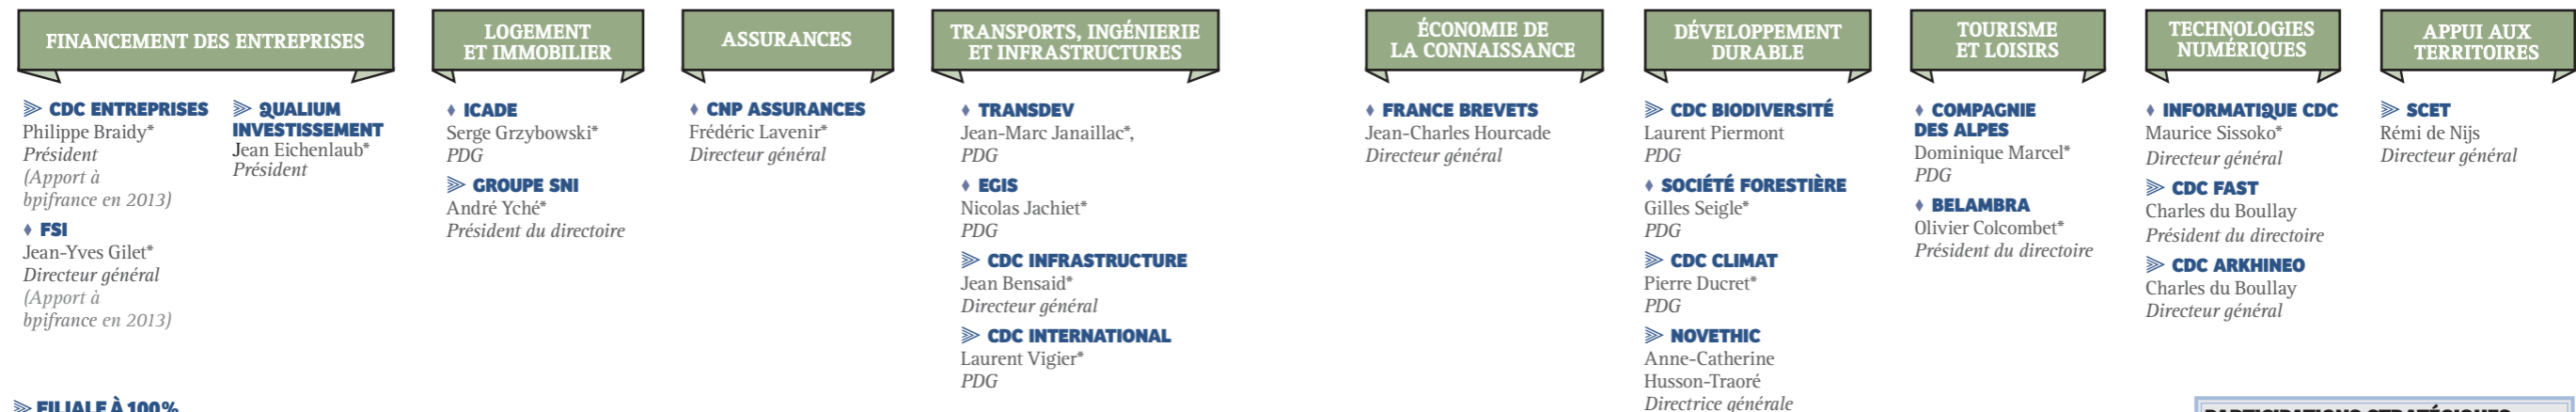 FINANCEMENT DES ENTREPRISES
CDC ENTREPRISES
Philippe Braidy*
Président
(Apport à
bpifrance en 2013)
FSI
Jean-Yves Gilet*
Directeur général
(Apport à
bpifrance en 2013)
QUALIUM
INVESTISSEMENT
Jean Eichenlaub*
Président
LOGEMENT
ET IMMOBILIER
ICADE
Serge Grzybowski*
PDG
GROUPE SNI
André Yché*
Président du directoire
ASSURANCES
CNP ASSURANCES
Frédéric Lavenir*
Directeur général
TRANSPORTS, INGÉNIERIE
ET INFRASTRUCTURES
TRANSDEV
Jean-Marc Janaillac*,
PDG
EGIS
Nicolas Jachiet*
PDG
CDC INFRASTRUCTURE
Jean Bensaid*
Directeur général
CDC INTERNATIONAL
Laurent Vigier*
PDG
ÉCONOMIE DE
LA CONNAISSANCE
FRANCE BREVETS
Jean-Charles Hourcade
Directeur général
DÉVELOPPEMENT
DURABLE
CDC BIODIVERSITÉ
Laurent Piermont
PDG
SOCIÉTÉ FORESTIÈRE
Gilles Seigle*
PDG
CDC CLIMAT
Pierre Ducret*
PDG
NOVETHIC
Anne-Catherine
Husson-Traoré
Directrice générale
TOURISME
ET LOISIRS
COMPAGNIE
DES ALPES
Dominique Marcel*
PDG
BELAMBRA
Olivier Colcombet*
Président du directoire
TECHNOLOGIES
NUMÉRIQUES
INFORMATIQUE CDC
Maurice Sissoko*
Directeur général
CDC FAST
Charles du Boullay
Président du directoire
CDC ARKHINEO
Charles du Boullay
Directeur général
APPUI AUX
TERRITOIRES
SCET
Rémi de Nijs
Directeur général
FILIALE À 100%
PARTICIPATIONS STRATÉGIQUES